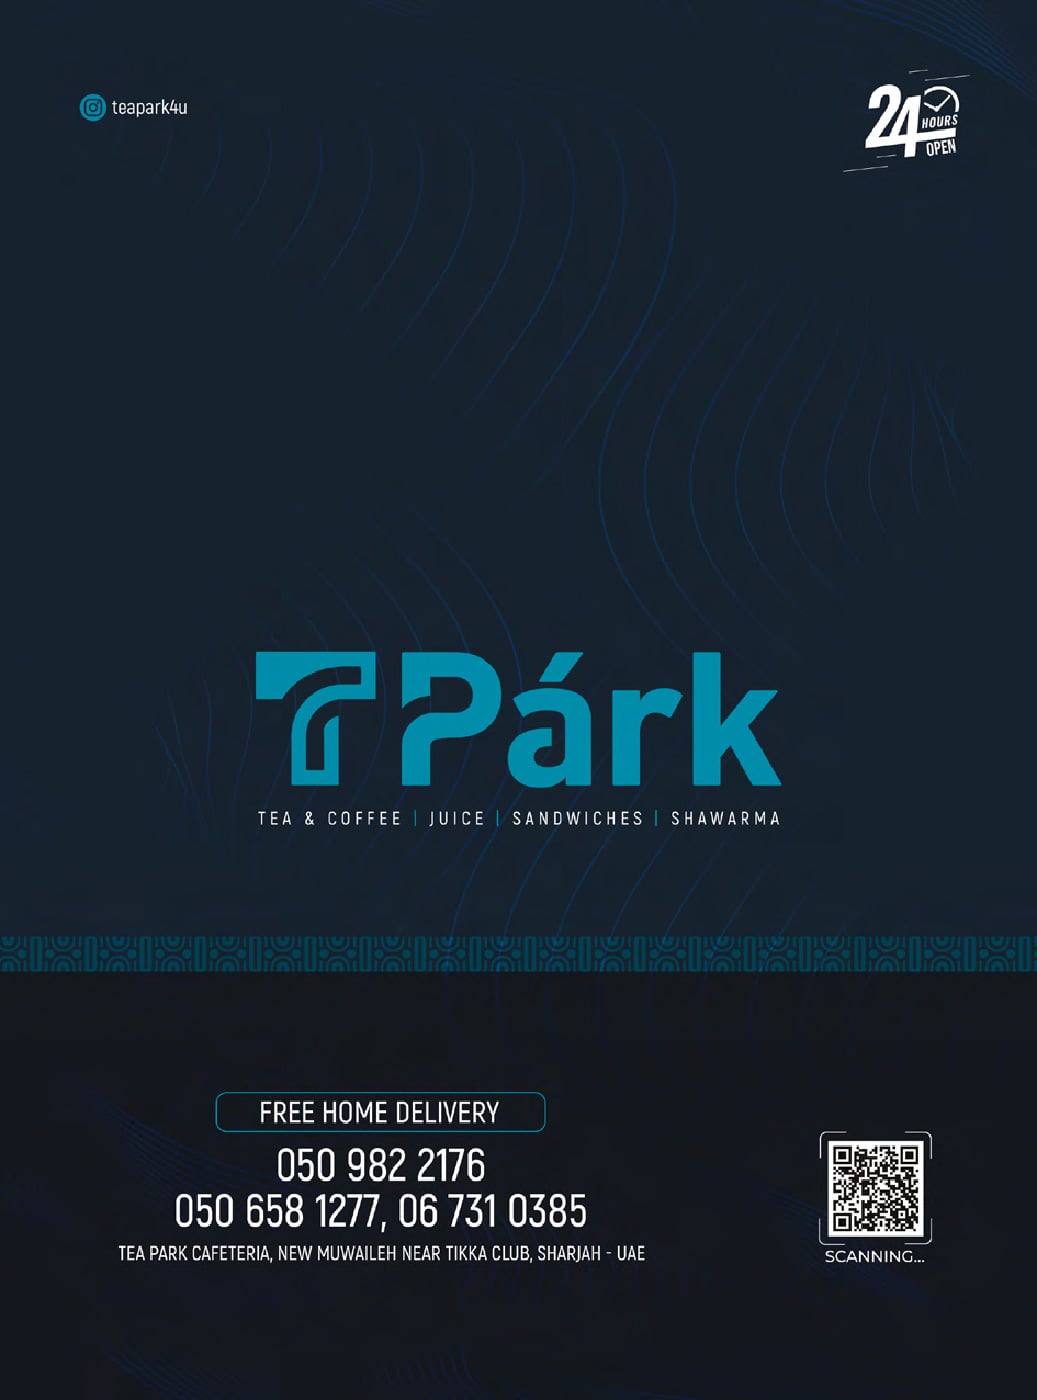 teapark4u
24
HOURS
OPEN
T Párk
TEA & COFFEE | JUICE | SANDWICHES | SHAWARMA
FREE HOME DELIVERY
050 982 2176
050 658 1277, 06 731 0385
TEA PARK CAFETERIA, NEW MUWAILEH NEAR TIKKA CLUB, SHARJAH - UAE
SCANNING...